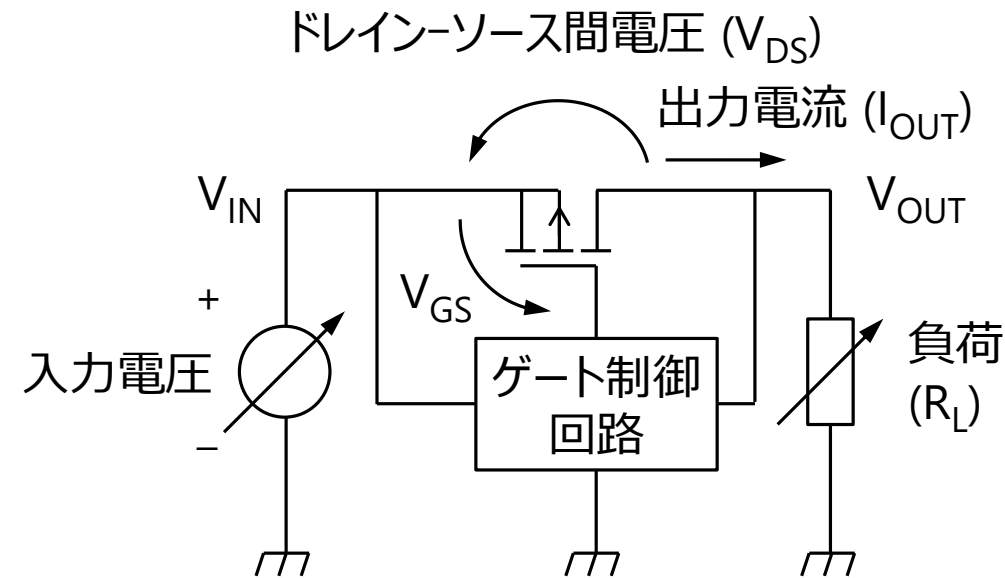 ドレイン-ソース間電圧 (VDS)
出力電流 (IOUT)
VIN
VOUT
VGS
+
入力電圧
−
ゲート制御
回路
負荷
(RL)